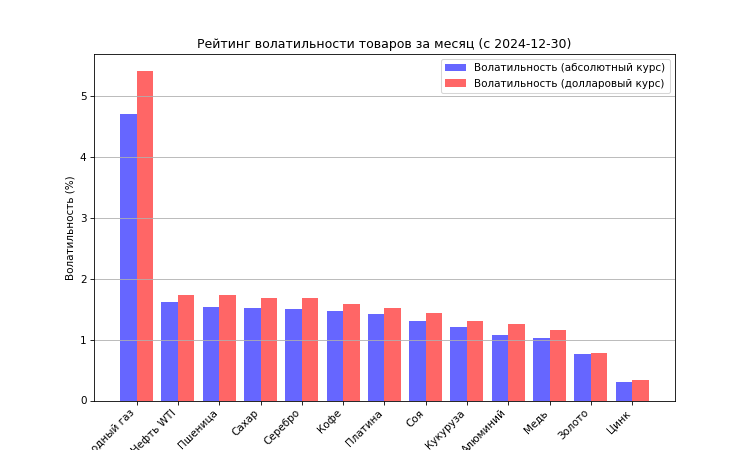 Рейтинг волатильности товаров за месяц (с 2024-12-30)
Волатильность (абсолютный курс)
Волатильность (долларовый курс)
Волатильность (%)
5
4
3
2
1
0
газ
Нефть WTI
Пшеница
Сахар
Серебро
Кофе
Платина
Соя
Кукуруза
Алюминий
Медь
Золото
Цинк